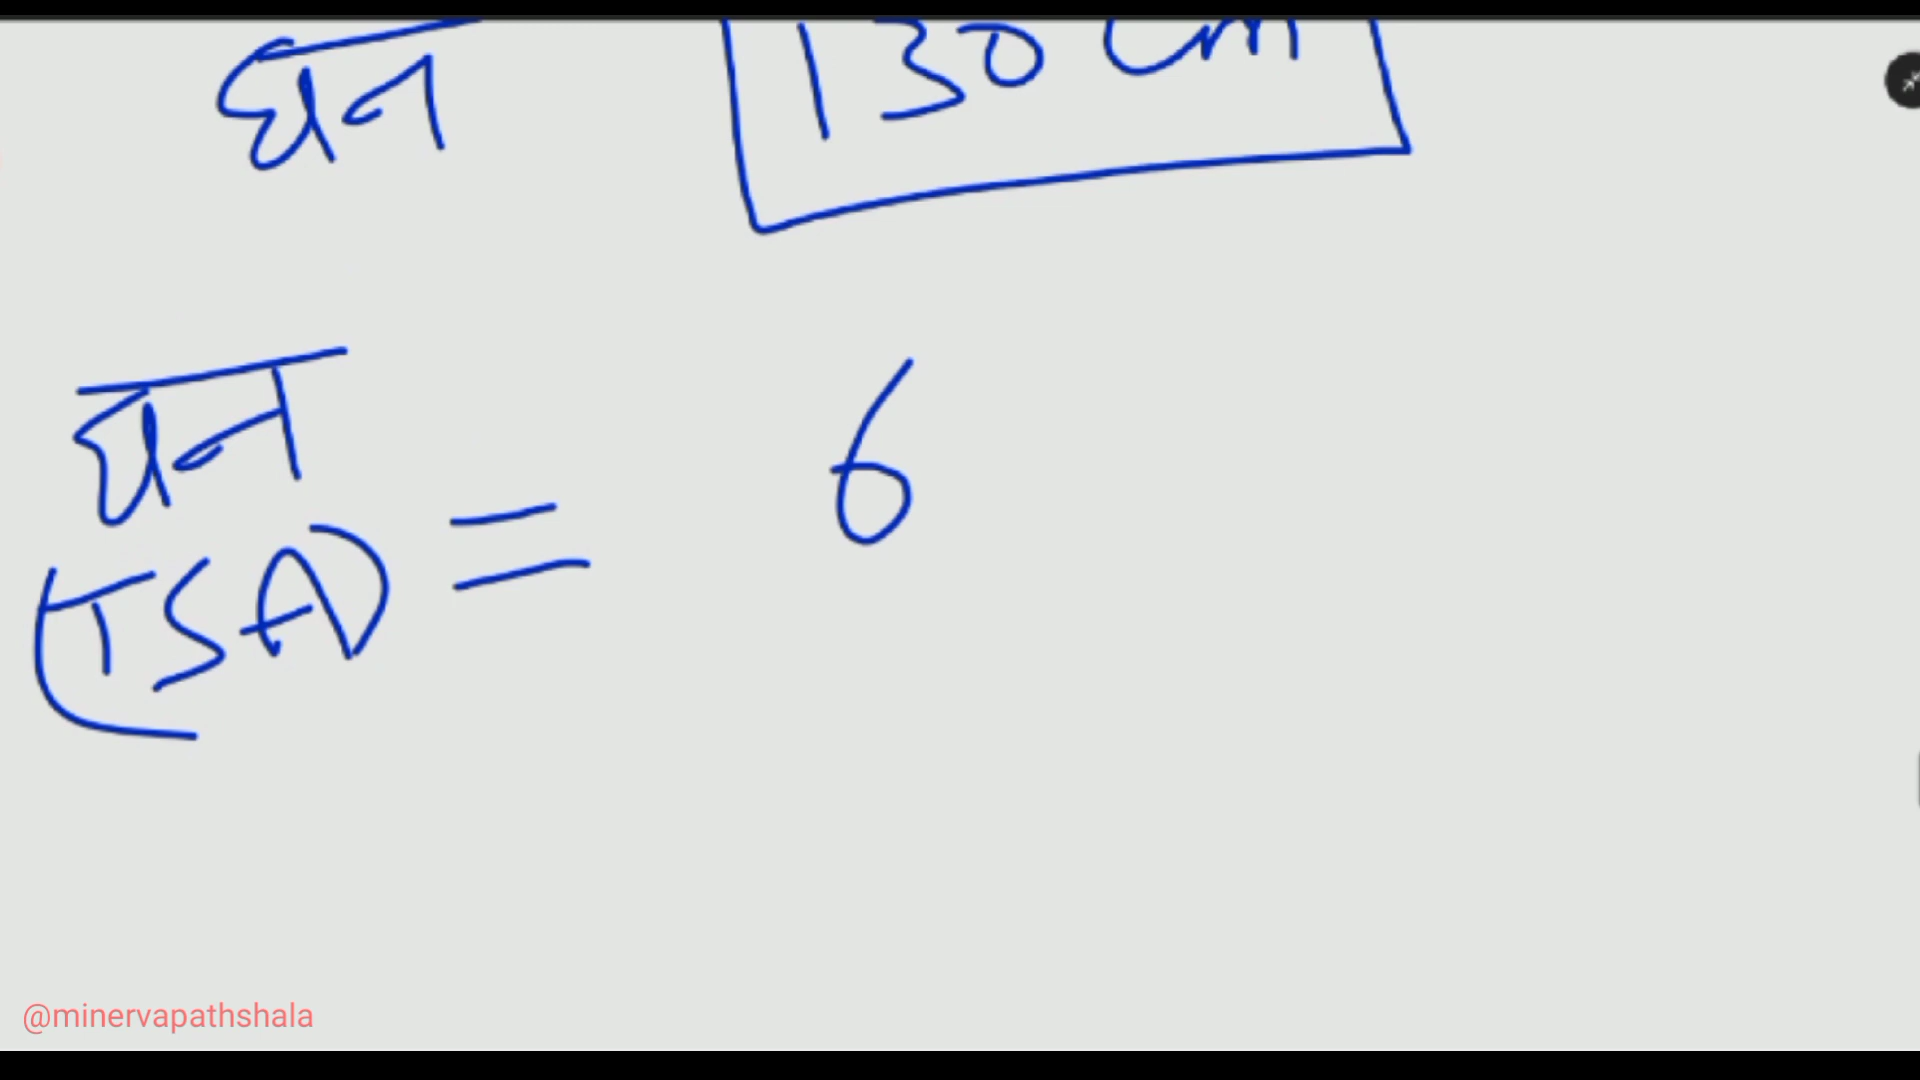 घन 130 cm
घन
(TSA) = 6
@minervapathshala